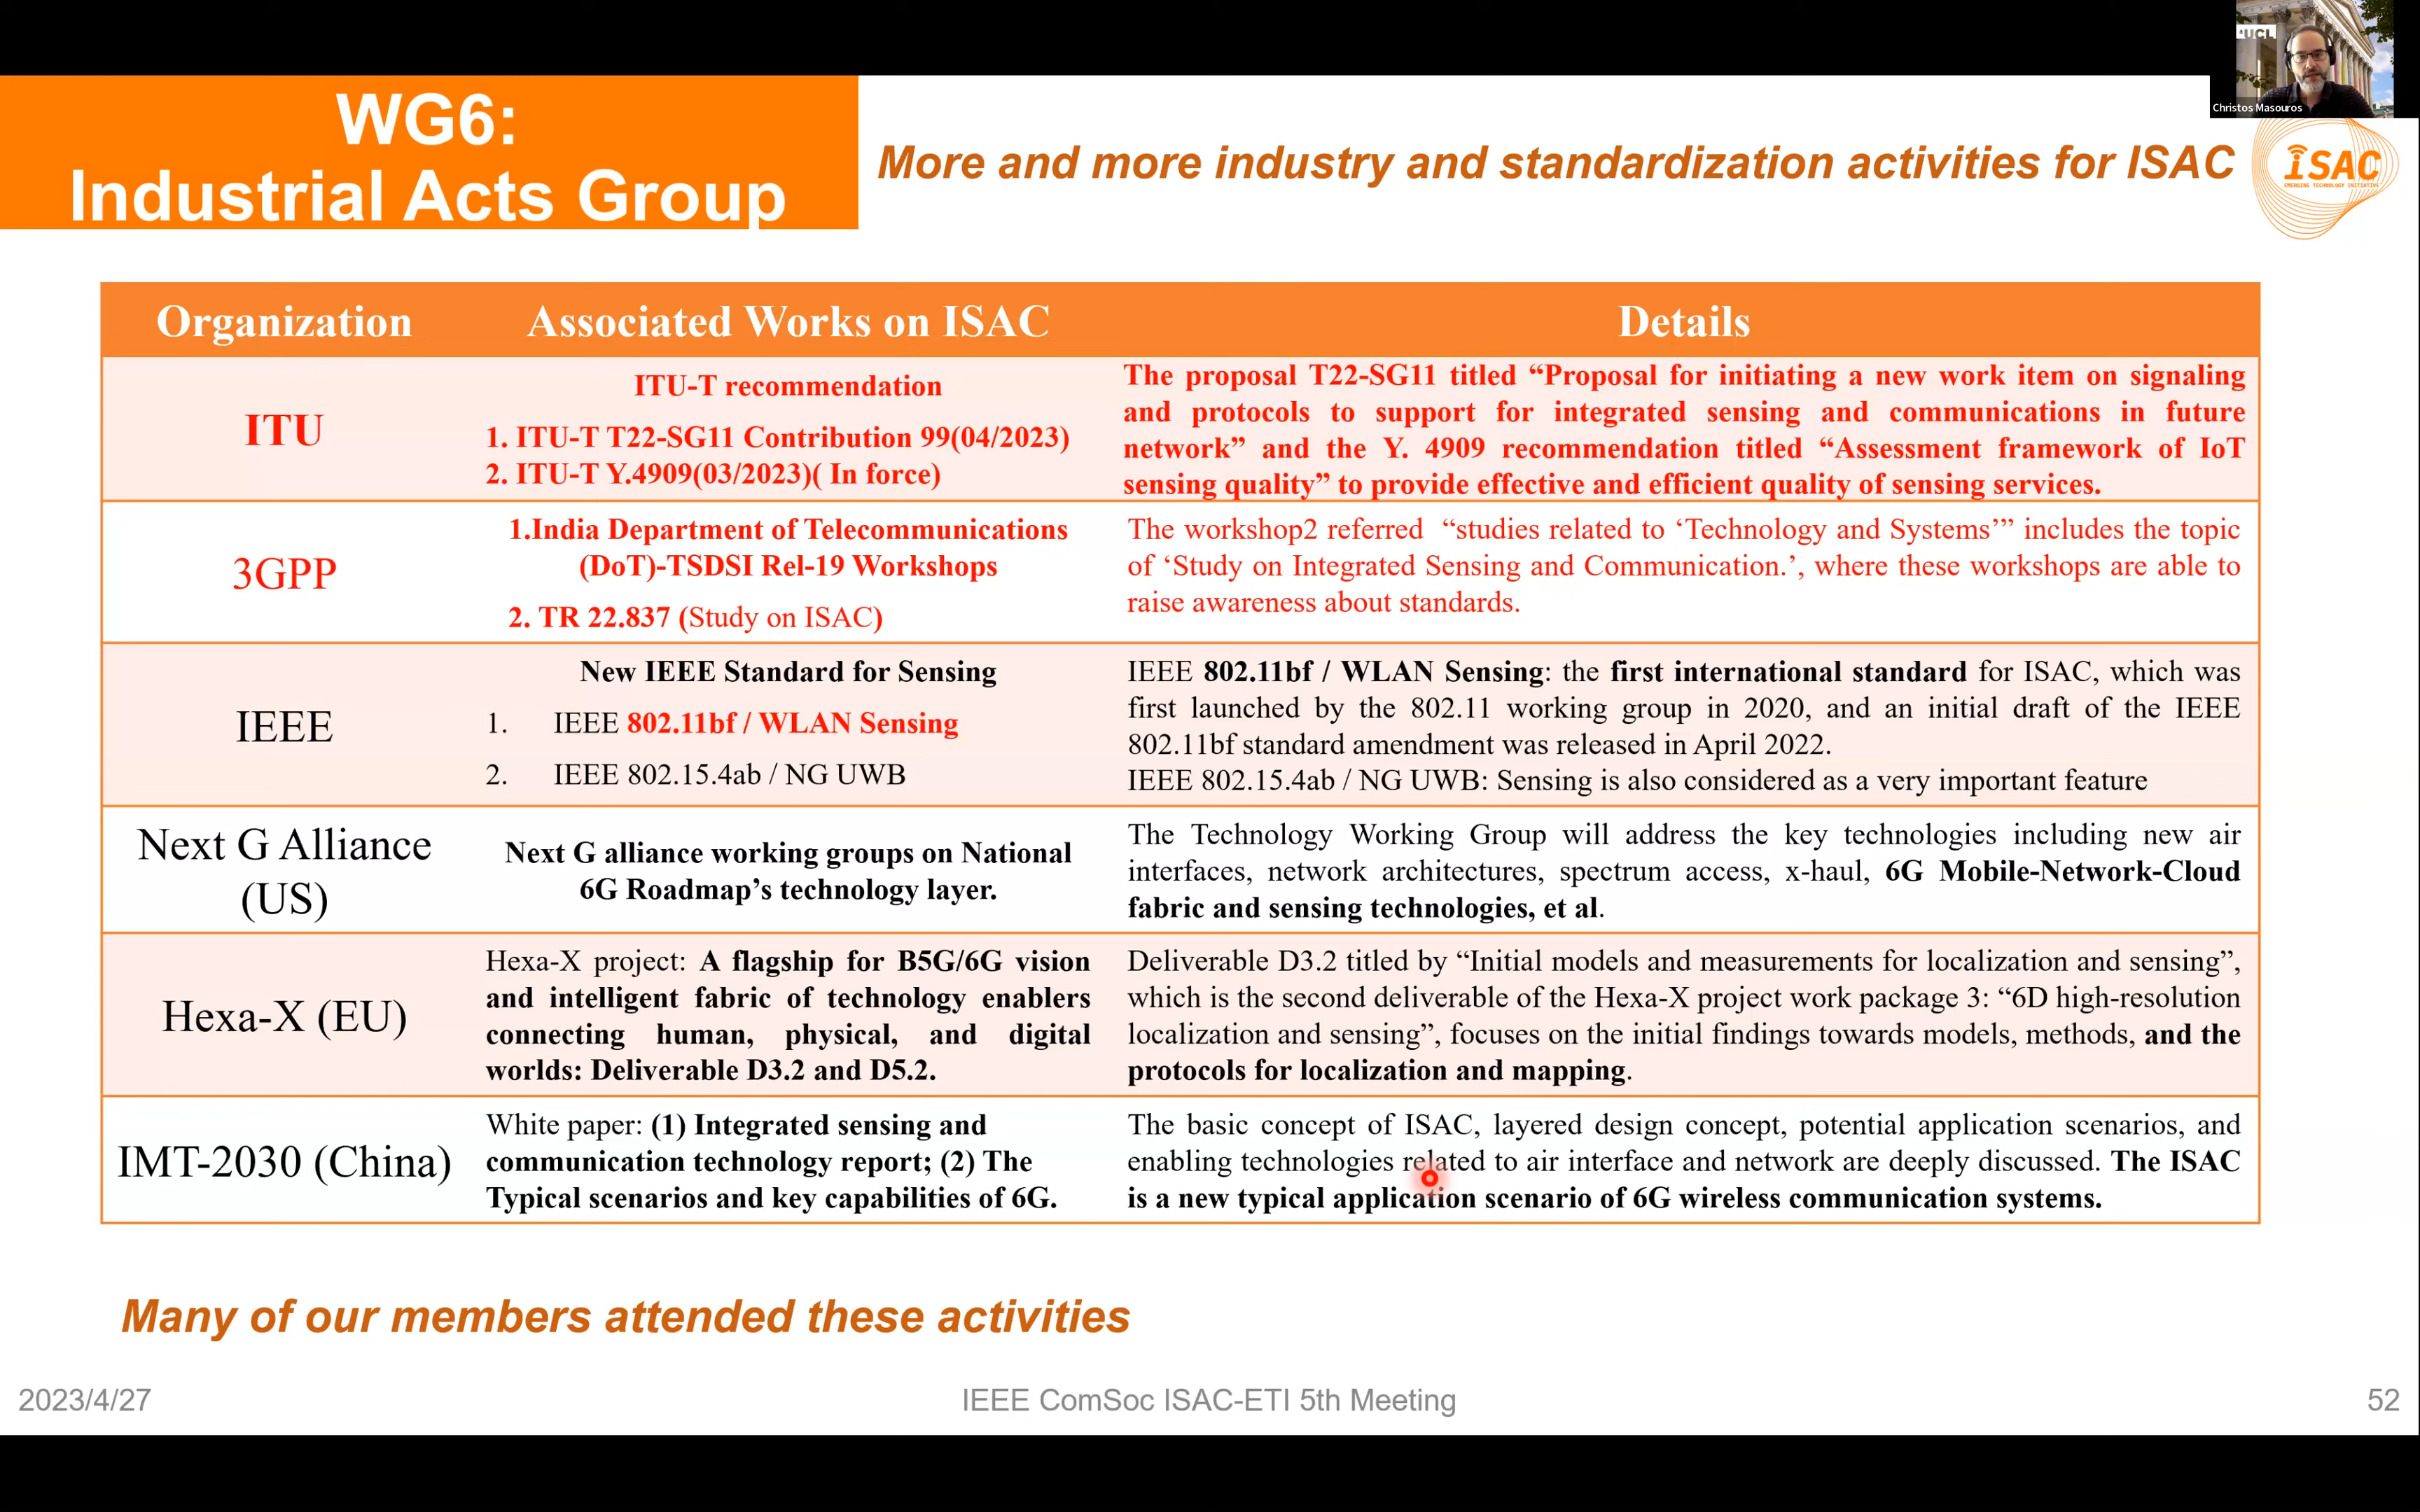 UCL
Christos Masouros
WG6:
Industrial Acts Group
More and more industry and standardization activities for ISAC
iSAC
EMERGING TECHNOLOGY INITIATIVE
Organization
Associated Works on ISAC
Details
ITU
ITU-T recommendation
1. ITU-T T22-SG11 Contribution 99(04/2023)
2. ITU-T Y.4909(03/2023)( In force)
The proposal T22-SG11 titled “Proposal for initiating a new work item on signaling
and protocols to support for integrated sensing and communications in future
network” and the Y. 4909 recommendation titled “Assessment framework of IoT
sensing quality” to provide effective and efficient quality of sensing services.
3GPP
1.India Department of Telecommunications
(DoT)-TSDSI Rel-19 Workshops
2. TR 22.837 (Study on ISAC)
The workshop2 referred “studies related to ‘Technology and Systems’” includes the topic
of ‘Study on Integrated Sensing and Communication.’, where these workshops are able to
raise awareness about standards.
IEEE
New IEEE Standard for Sensing
1. IEEE 802.11bf / WLAN Sensing
2. IEEE 802.15.4ab / NG UWB
IEEE 802.11bf / WLAN Sensing: the first international standard for ISAC, which was
first launched by the 802.11 working group in 2020, and an initial draft of the IEEE
802.11bf standard amendment was released in April 2022.
IEEE 802.15.4ab / NG UWB: Sensing is also considered as a very important feature
Next G Alliance
(US)
Next G alliance working groups on National
6G Roadmap’s technology layer.
The Technology Working Group will address the key technologies including new air
interfaces, network architectures, spectrum access, x-haul, 6G Mobile-Network-Cloud
fabric and sensing technologies, et al.
Hexa-X (EU)
Hexa-X project: A flagship for B5G/6G vision
and intelligent fabric of technology enablers
connecting human, physical, and digital
worlds: Deliverable D3.2 and D5.2.
Deliverable D3.2 titled by “Initial models and measurements for localization and sensing”,
which is the second deliverable of the Hexa-X project work package 3: “6D high-resolution
localization and sensing”, focuses on the initial findings towards models, methods, and the
protocols for localization and mapping.
IMT-2030 (China)
White paper: (1) Integrated sensing and
communication technology report; (2) The
Typical scenarios and key capabilities of 6G.
The basic concept of ISAC, layered design concept, potential application scenarios, and
enabling technologies related to air interface and network are deeply discussed. The ISAC
is a new typical application scenario of 6G wireless communication systems.
Many of our members attended these activities
2023/4/27
IEEE ComSoc ISAC-ETI 5th Meeting
52